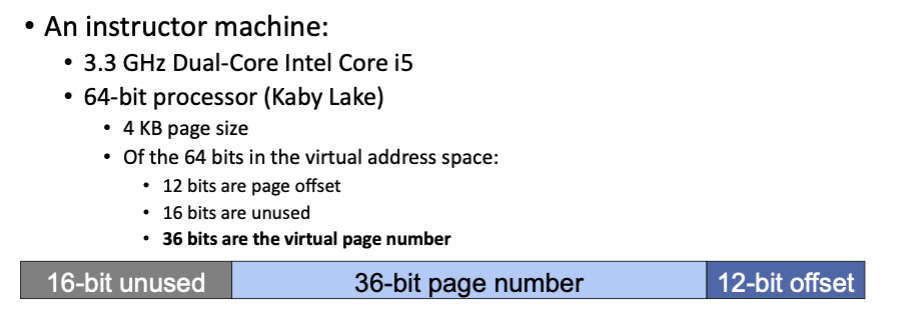 • An instructor machine:
• 3.3 GHz Dual-Core Intel Core i5
• 64-bit processor (Kaby Lake)
• 4 KB page size
• Of the 64 bits in the virtual address space:
• 12 bits are page offset
• 16 bits are unused
• 36 bits are the virtual page number
16-bit unused 36-bit page number 12-bit offset